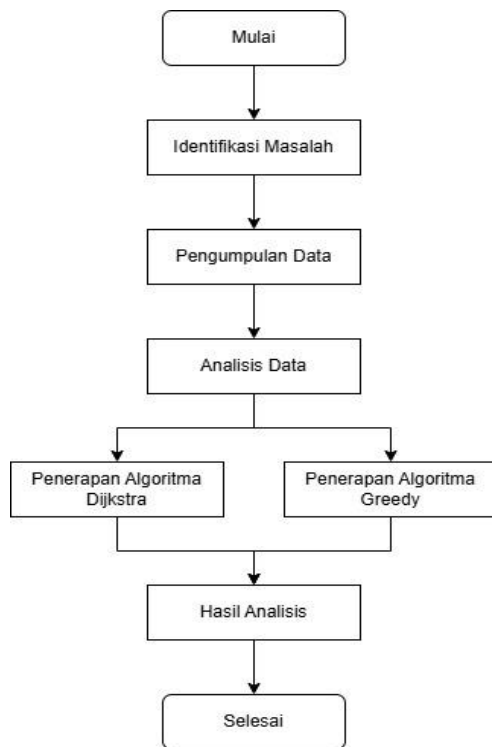 Mulai
Identifikasi Masalah
Pengumpulan Data
Analisis Data
Penerapan Algoritma
Dijkstra
Penerapan Algoritma
Greedy
Hasil Analisis
Selesai